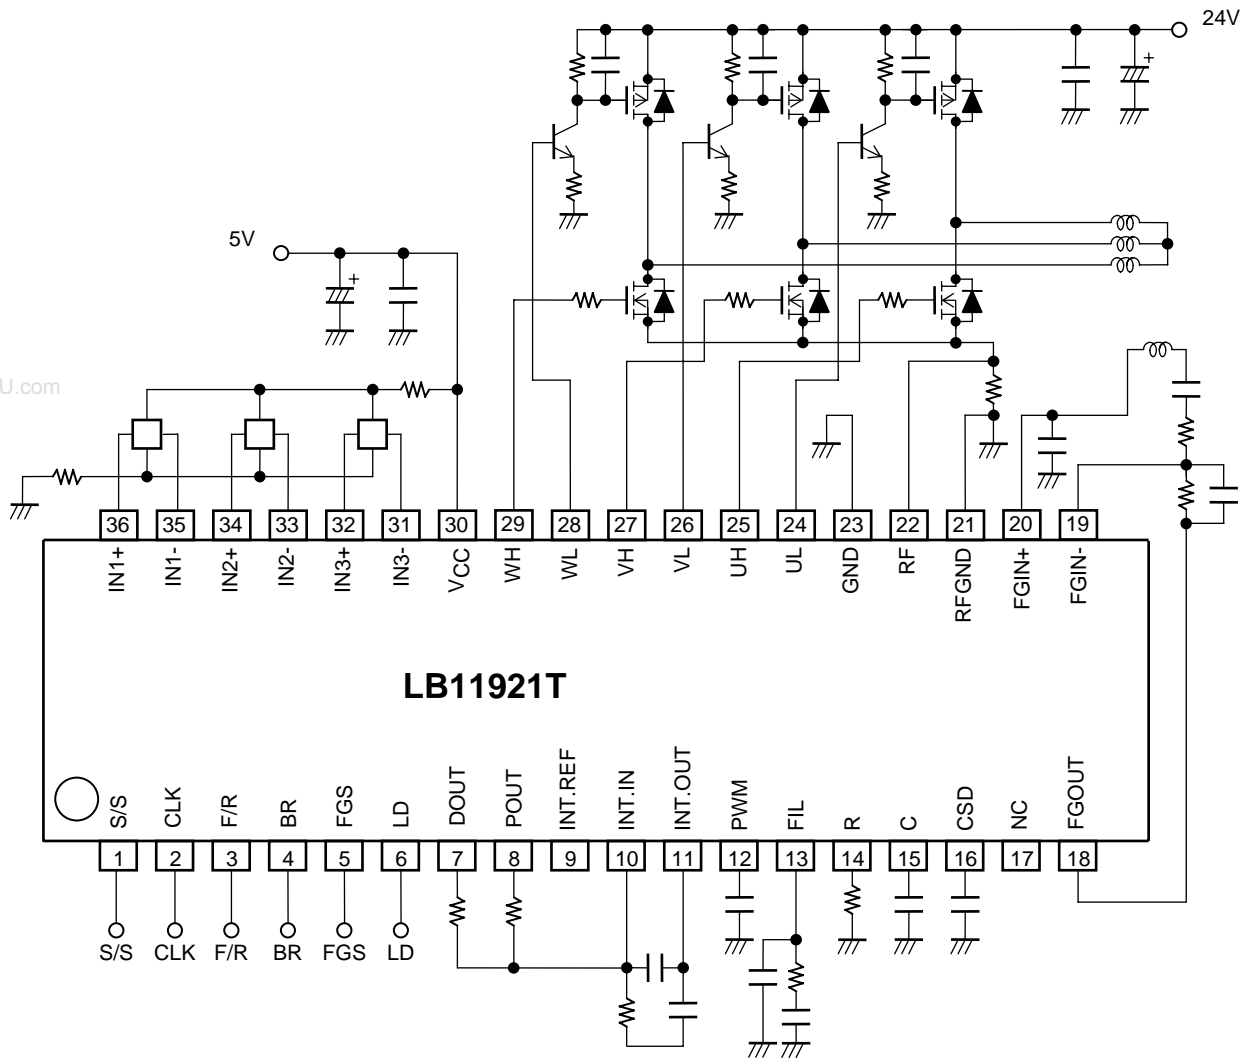 24V
+
5V
+
U.com
36 35 34 33 32 31 30 29 28 27 26 25 24 23 22 21 20 19
IN1+ IN1- IN2+ IN2- IN3+ IN3- VCC WH WL VH VL UH UL GND RF RFGND FGIN+ FGIN-
LB11921T
S/S CLK F/R BR FGS LD DOUT POUT INT.REF INT.IN INT.OUT PWM FIL R C CSD NC FGOUT
1 2 3 4 5 6 7 8 9 10 11 12 13 14 15 16 17 18
S/S CLK F/R BR FGS LD